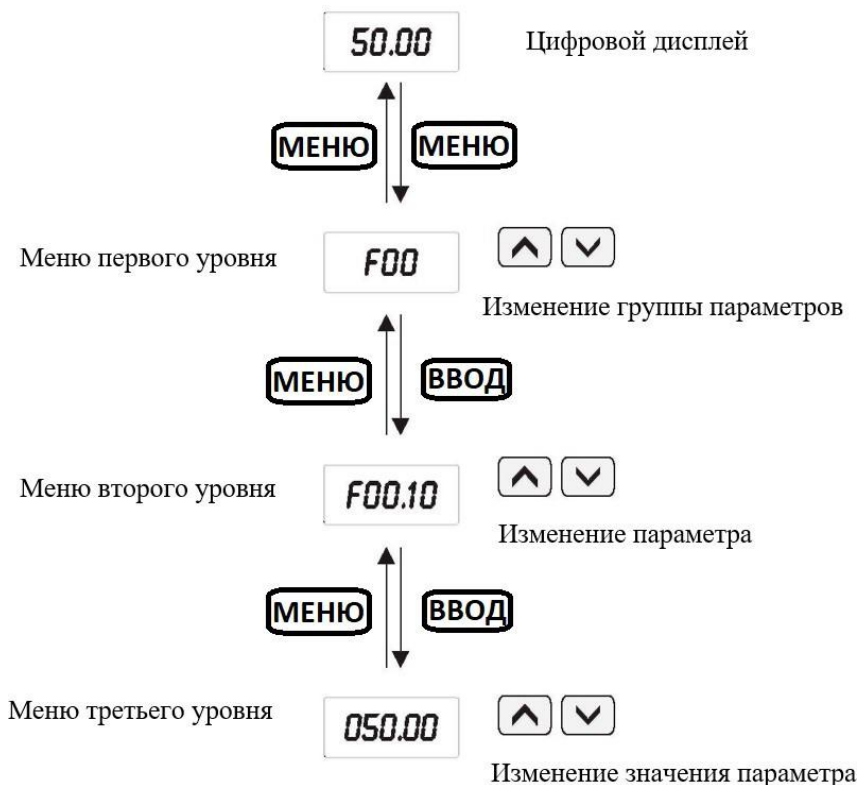 50.00 Цифровой дисплей
МЕНЮ МЕНЮ
Меню первого уровня F00
Изменение группы параметров
МЕНЮ ВВОД
Меню второго уровня F00.10
Изменение параметра
МЕНЮ ВВОД
Меню третьего уровня 050.00
Изменение значения параметра